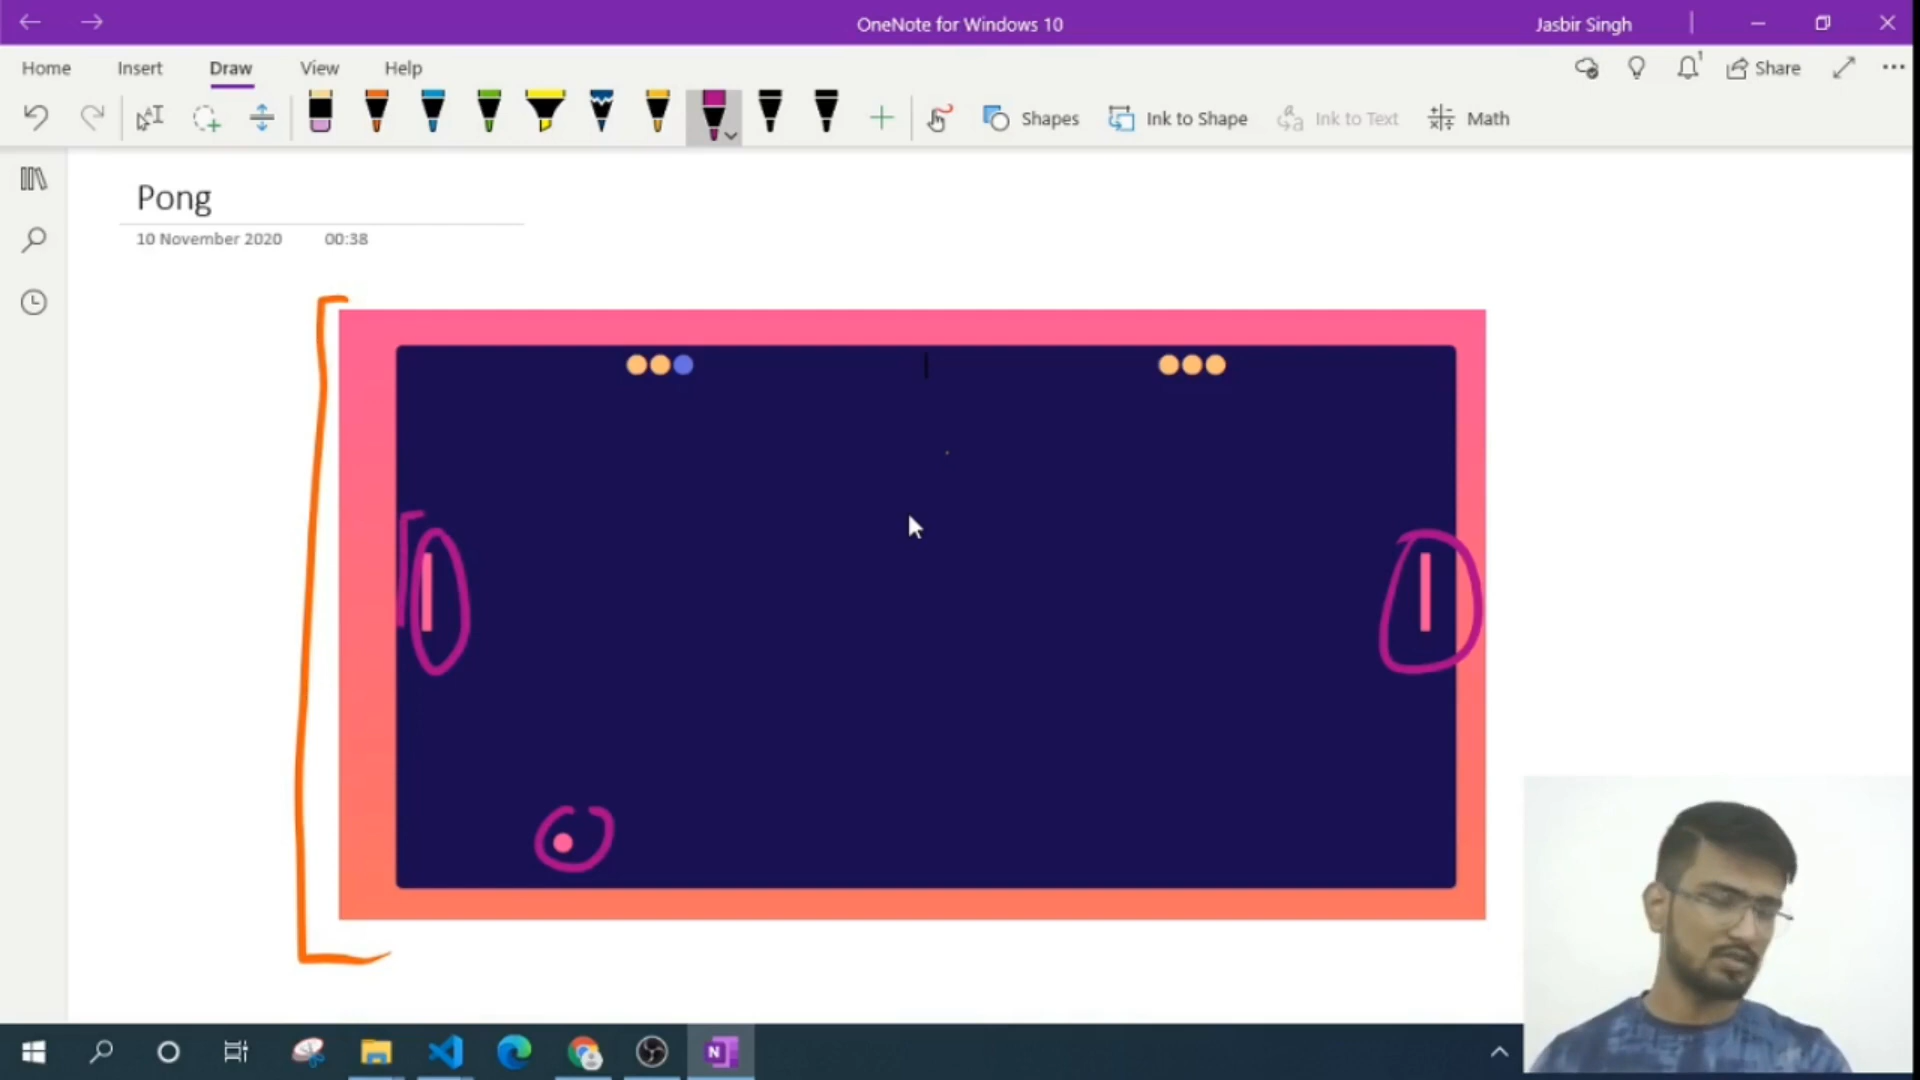 OneNote for Windows 10
Jasbir Singh
Home
Insert
Draw
View
Help
1
Share
Shapes
Ink to Shape
Ink to Text
Math
Pong
10 November 2020
00:38
N